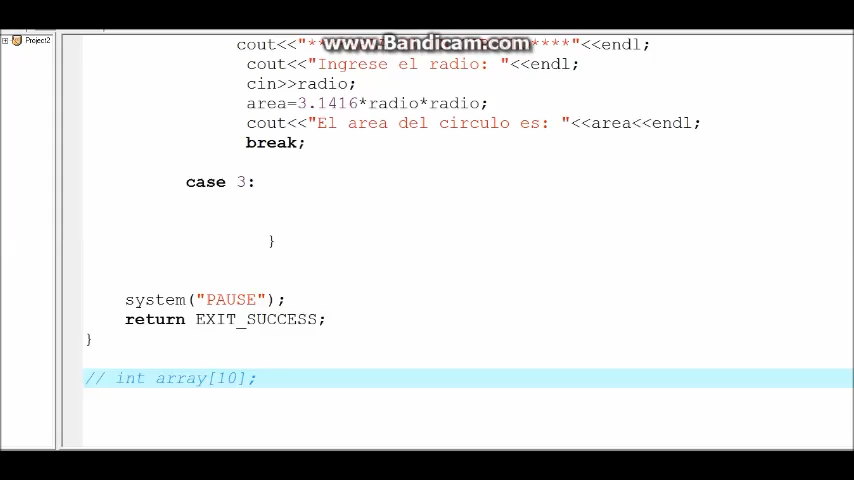 www.Bandicam.com
Project2
cout<<"** ****"<<endl;
cout<<"Ingrese el radio: "<<endl;
cin>>radio;
area=3.1416*radio*radio;
cout<<"El area del circulo es: "<<area<<endl;
break;
case 3:
}
system("PAUSE");
return EXIT_SUCCESS;
}
// int array[10];